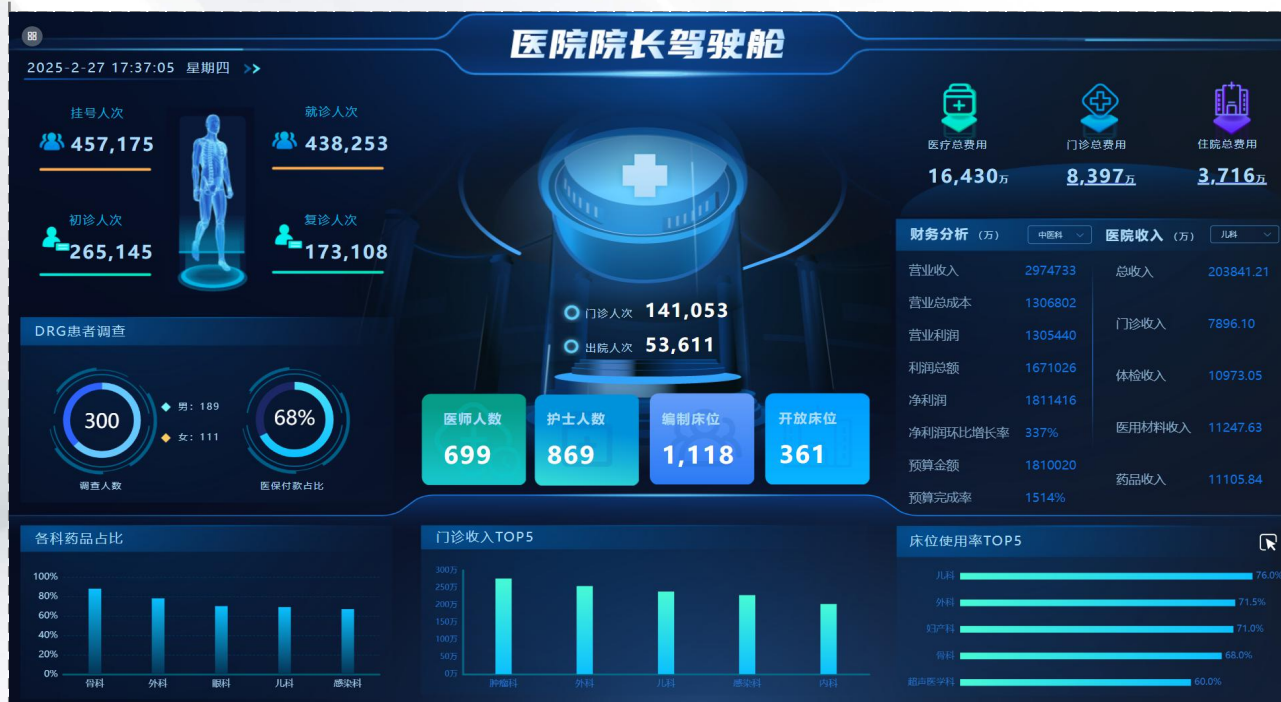 医院院长驾驶舱
2025-2-27 17:37:05 星期四
挂号人次
457,175
就诊人次
438,253
初诊人次
265,145
复诊人次
173,108
门诊人次 141,053
出院人次 53,611
医疗总费用
16,430万
门诊总费用
8,397万
住院总费用
3,716万
DRG患者调查
300
男: 189
女: 111
调查人数
68%
医保付款占比
医师人数
699
护士人数
869
编制床位
1,118
开放床位
361
财务分析 (万) 中医科
营业收入 2974733
营业总成本 1306802
营业利润 1305440
利润总额 1671026
净利润 1811416
净利润环比增长率 337%
预算金额 1810020
预算完成率 1514%
医院收入 (万) 儿科
总收入 203841.21
门诊收入 7896.10
体检收入 10973.05
医用材料收入 11247.63
药品收入 11105.84
各科药品占比
100%
80%
60%
40%
20%
0%
骨科 外科 眼科 儿科 感染科
门诊收入TOP5
300万
250万
200万
150万
100万
50万
0万
肿瘤科 外科 儿科 感染科 内科
床位使用率TOP5
儿科 76.0%
外科 71.5%
妇产科 71.0%
骨科 68.0%
超声医学科 60.0%